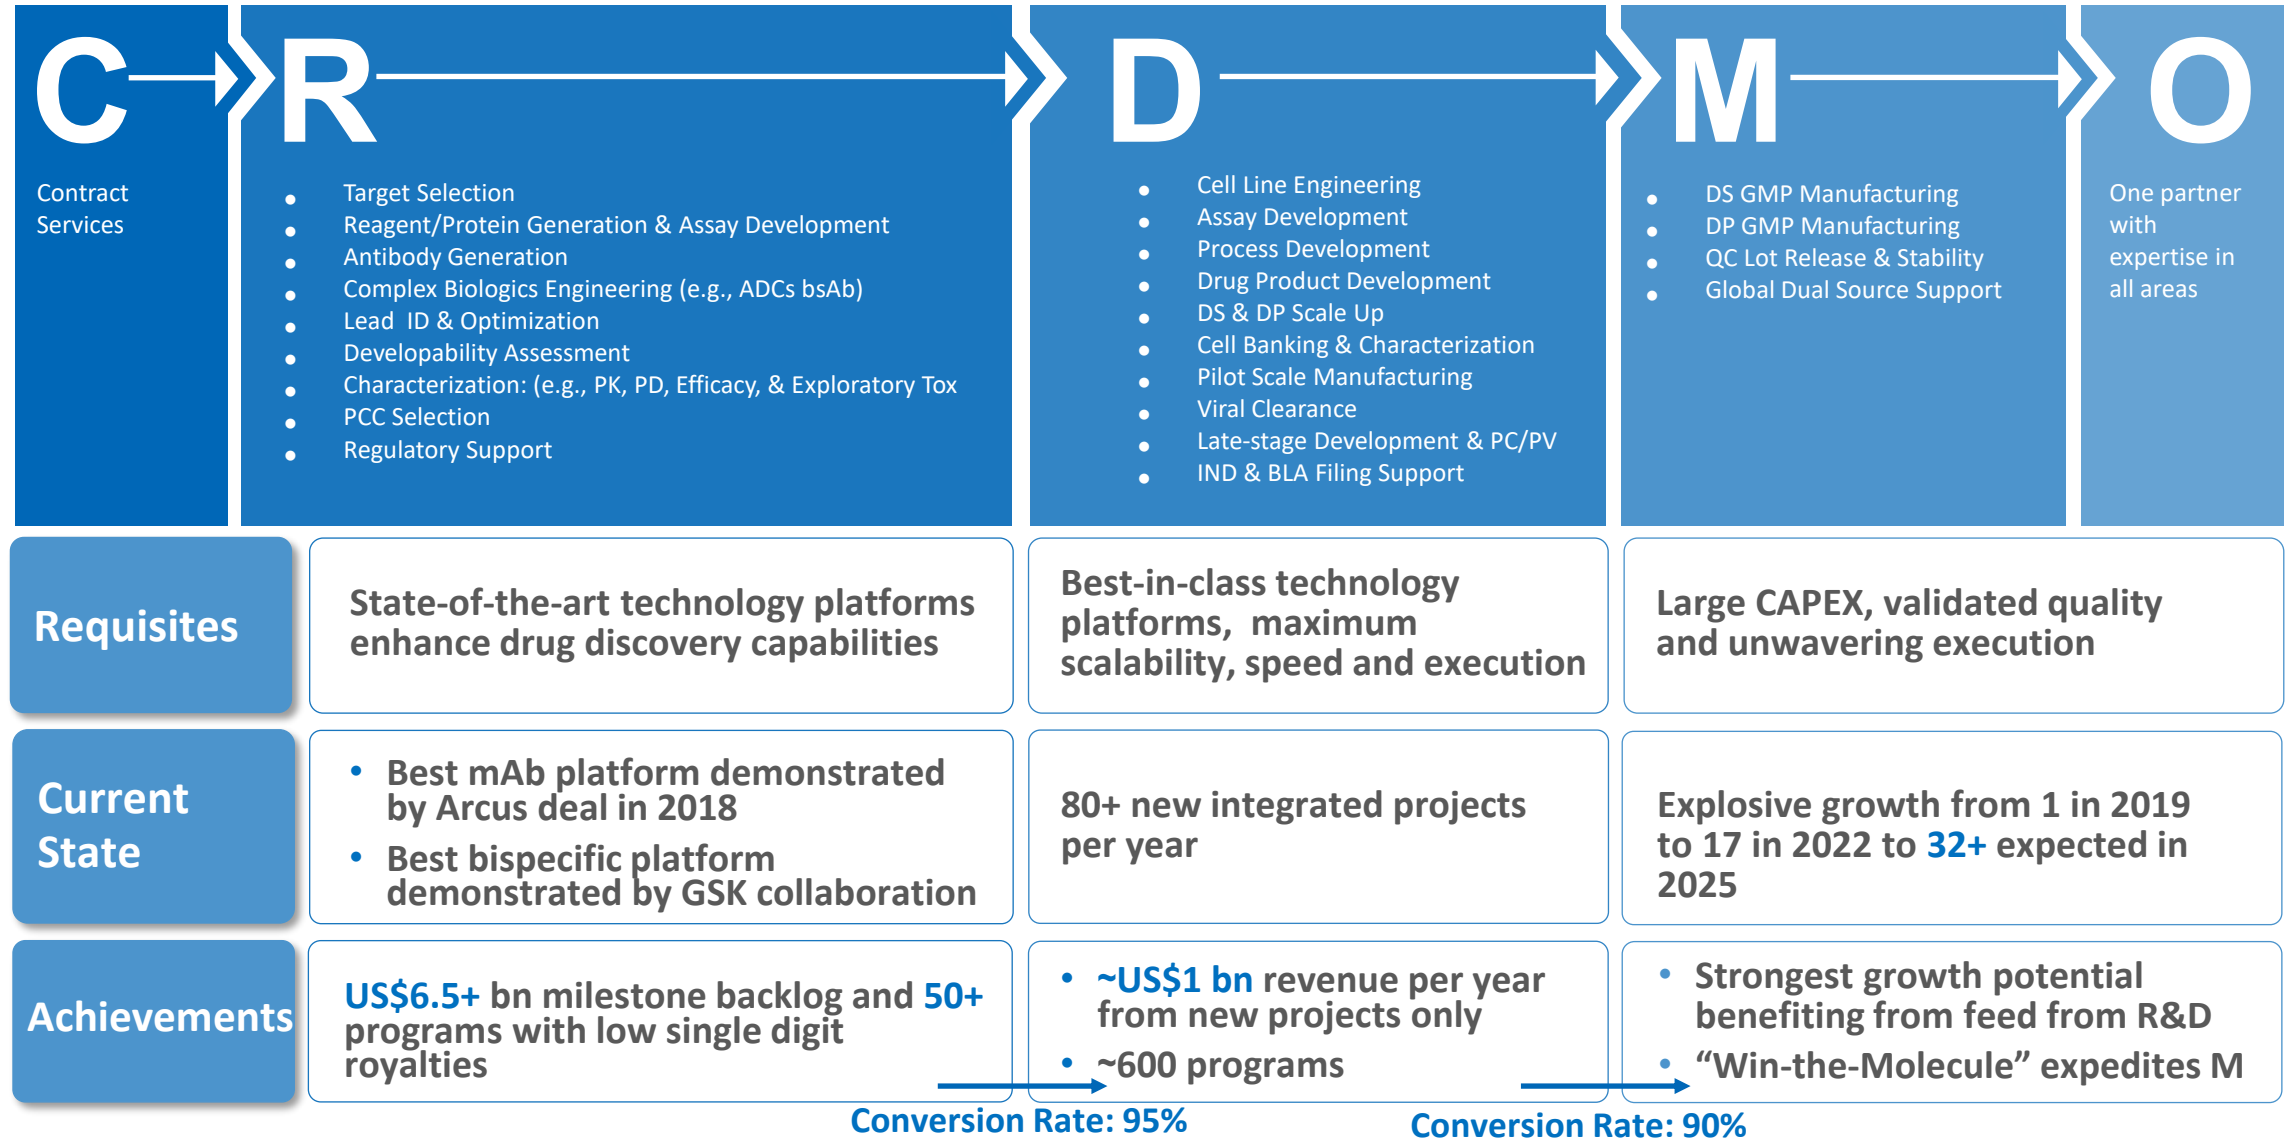 C
R
D
M
O
Contract
Services
• Target Selection
• Reagent/Protein Generation & Assay Development
• Antibody Generation
• Complex Biologics Engineering (e.g., ADCs bsAb)
• Lead ID & Optimization
• Developability Assessment
• Characterization: (e.g., PK, PD, Efficacy, & Exploratory Tox
• PCC Selection
• Regulatory Support
• Cell Line Engineering
• Assay Development
• Process Development
• Drug Product Development
• DS & DP Scale Up
• Cell Banking & Characterization
• Pilot Scale Manufacturing
• Viral Clearance
• Late-stage Development & PC/PV
• IND & BLA Filing Support
• DS GMP Manufacturing
• DP GMP Manufacturing
• QC Lot Release & Stability
• Global Dual Source Support
One partner
with
expertise in
all areas
Requisites
State-of-the-art technology platforms
enhance drug discovery capabilities
Best-in-class technology
platforms, maximum
scalability, speed and execution
Large CAPEX, validated quality
and unwavering execution
Current
State
• Best mAb platform demonstrated
by Arcus deal in 2018
• Best bispecific platform
demonstrated by GSK collaboration
80+ new integrated projects
per year
Explosive growth from 1 in 2019
to 17 in 2022 to 32+ expected in
2025
Achievements
US$6.5+ bn milestone backlog and 50+
programs with low single digit
royalties
• ~US$1 bn revenue per year
from new projects only
• ~600 programs
• Strongest growth potential
benefiting from feed from R&D
• “Win-the-Molecule” expedites M
Conversion Rate: 95%
Conversion Rate: 90%